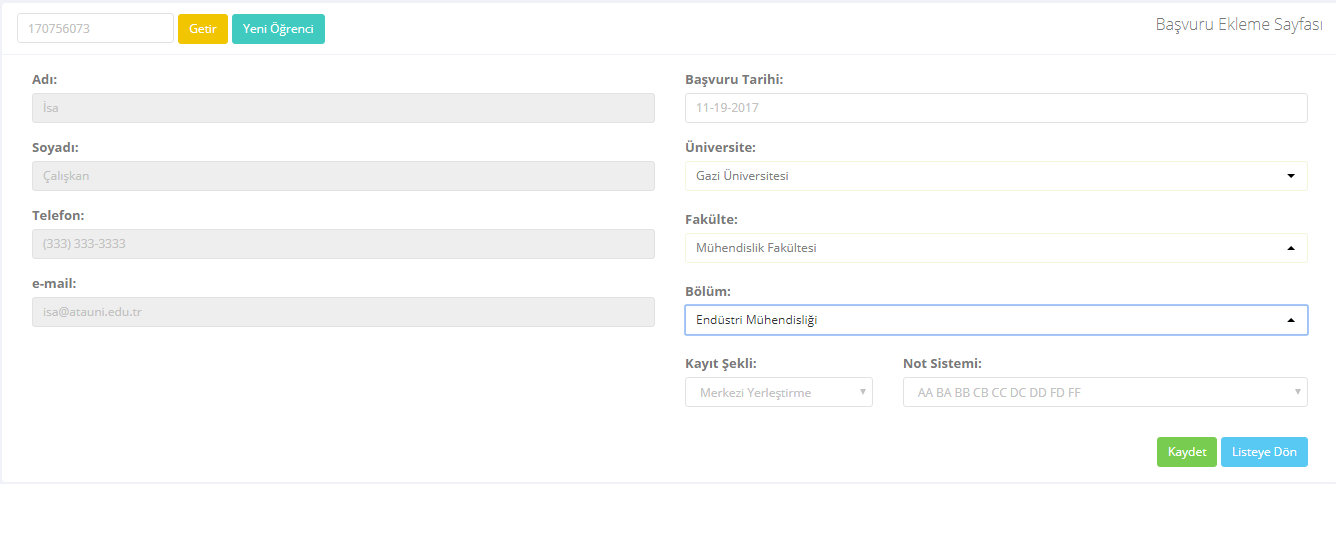 170756073 Getir Yeni Öğrenci
Başvuru Ekleme Sayfası
Adı:
İsa
Soyadı:
Çalışkan
Telefon:
(333) 333-3333
e-mail:
isa@atauni.edu.tr
Başvuru Tarihi:
11-19-2017
Üniversite:
Gazi Üniversitesi
Fakülte:
Mühendislik Fakültesi
Bölüm:
Endüstri Mühendisliği
Kayıt Şekli:
Merkezi Yerleştirme
Not Sistemi:
AA BA BB CB CC DC DD FD FF
Kaydet Listeye Dön